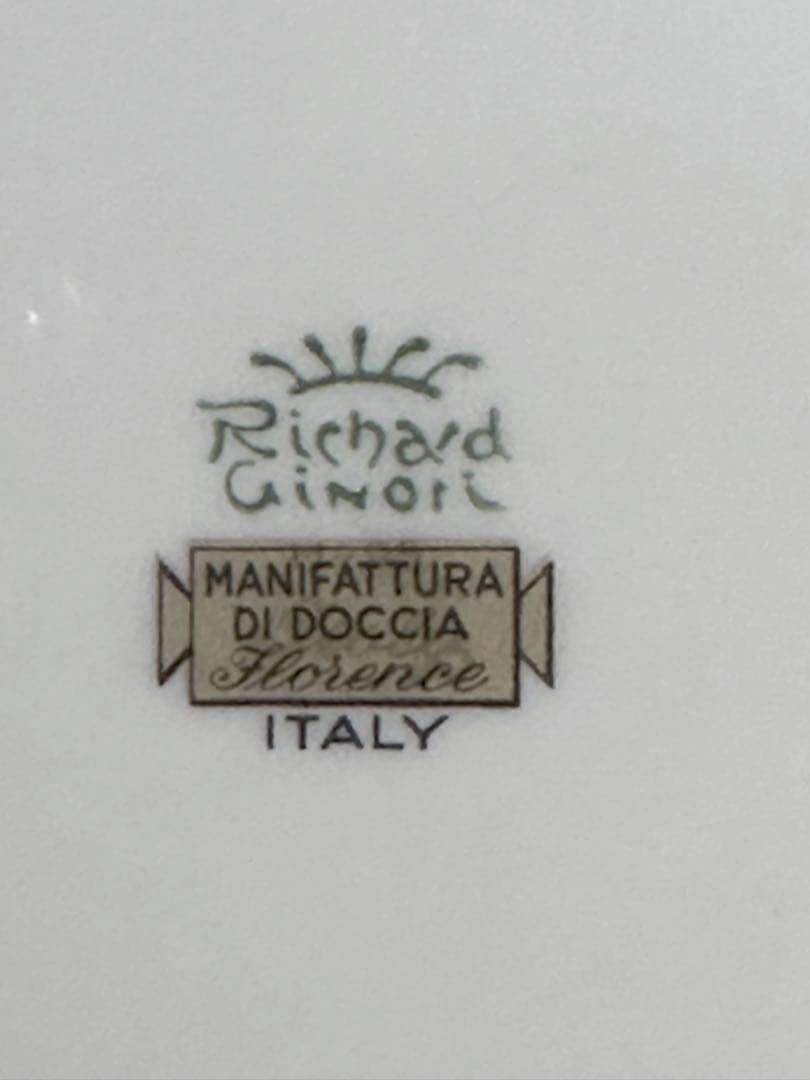 Richard
Ginori
MANIFATTURA
DI DOCCIA
Florence
ITALY